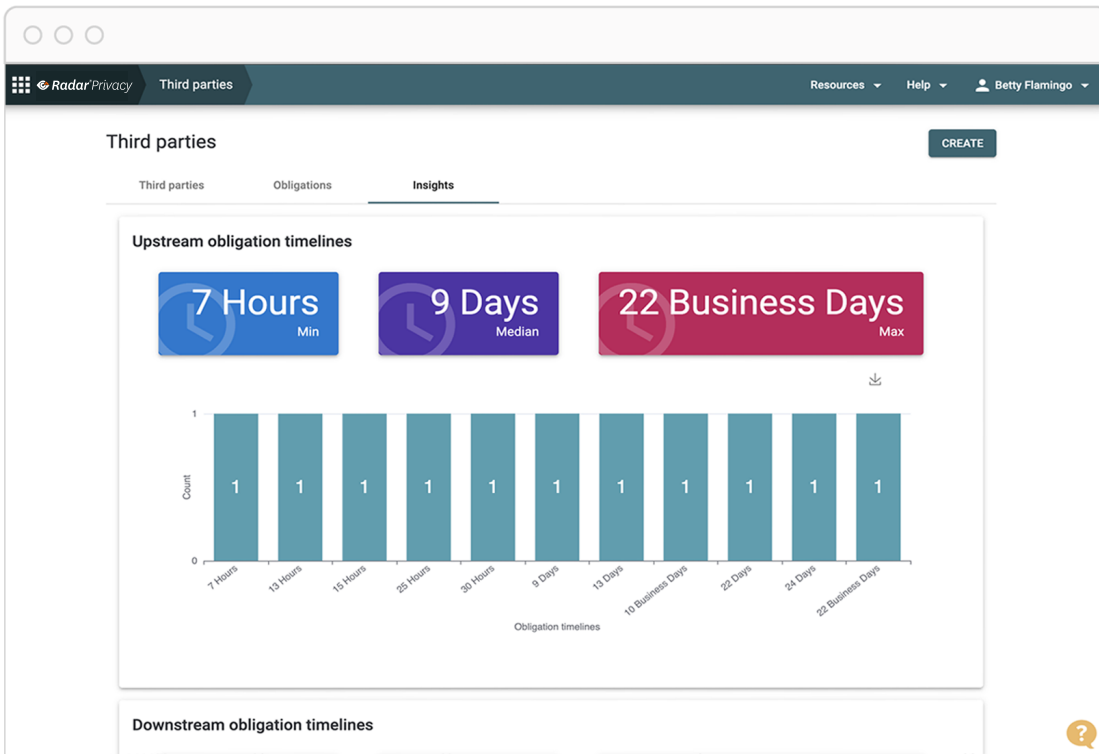 Radar®Privacy
Third parties
Resources
Help
Betty Flamingo
Third parties
CREATE
Third parties
Obligations
Insights
Upstream obligation timelines
7 Hours
Min
9 Days
Median
22 Business Days
Max
1
Count
1 1 1 1 1 1 1 1 1 1 1
0
7 Hours
13 Hours
15 Hours
25 Hours
30 Hours
9 Days
13 Days
10 Business Days
22 Days
24 Days
22 Business Days
Obligation timelines
Downstream obligation timelines
?